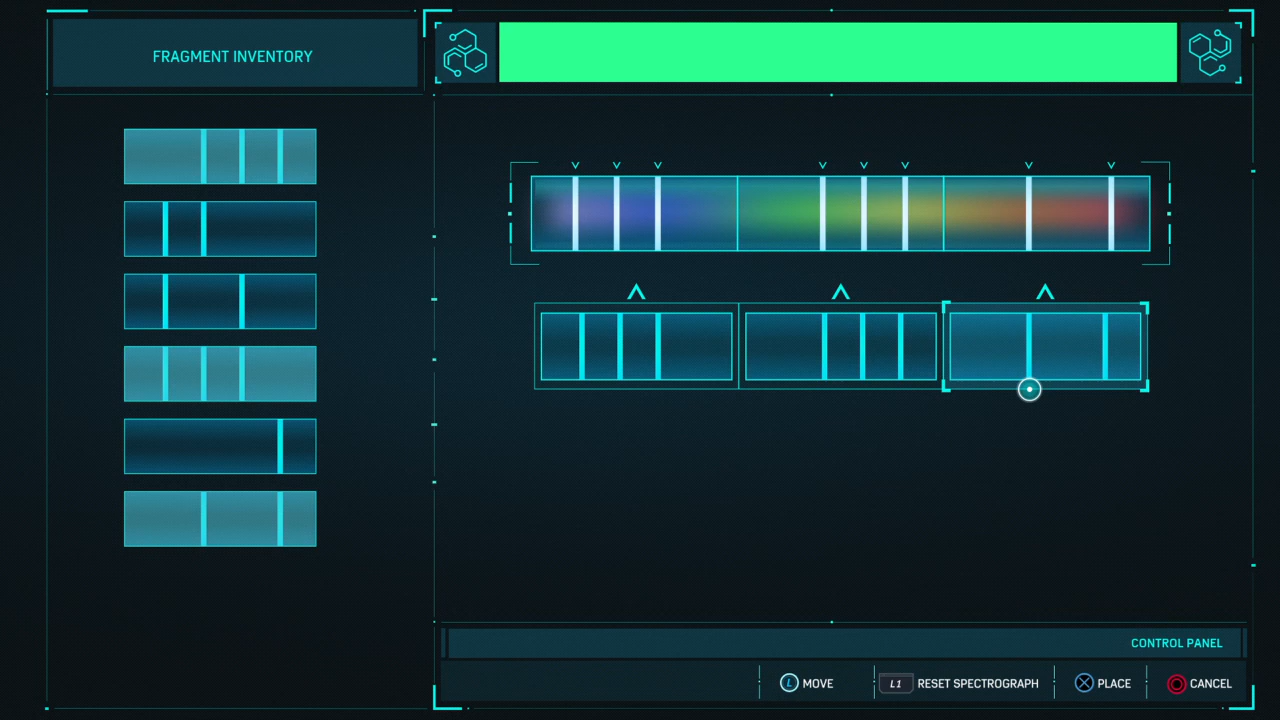 FRAGMENT INVENTORY
CONTROL PANEL
L MOVE
L1 RESET SPECTROGRAPH
PLACE
CANCEL